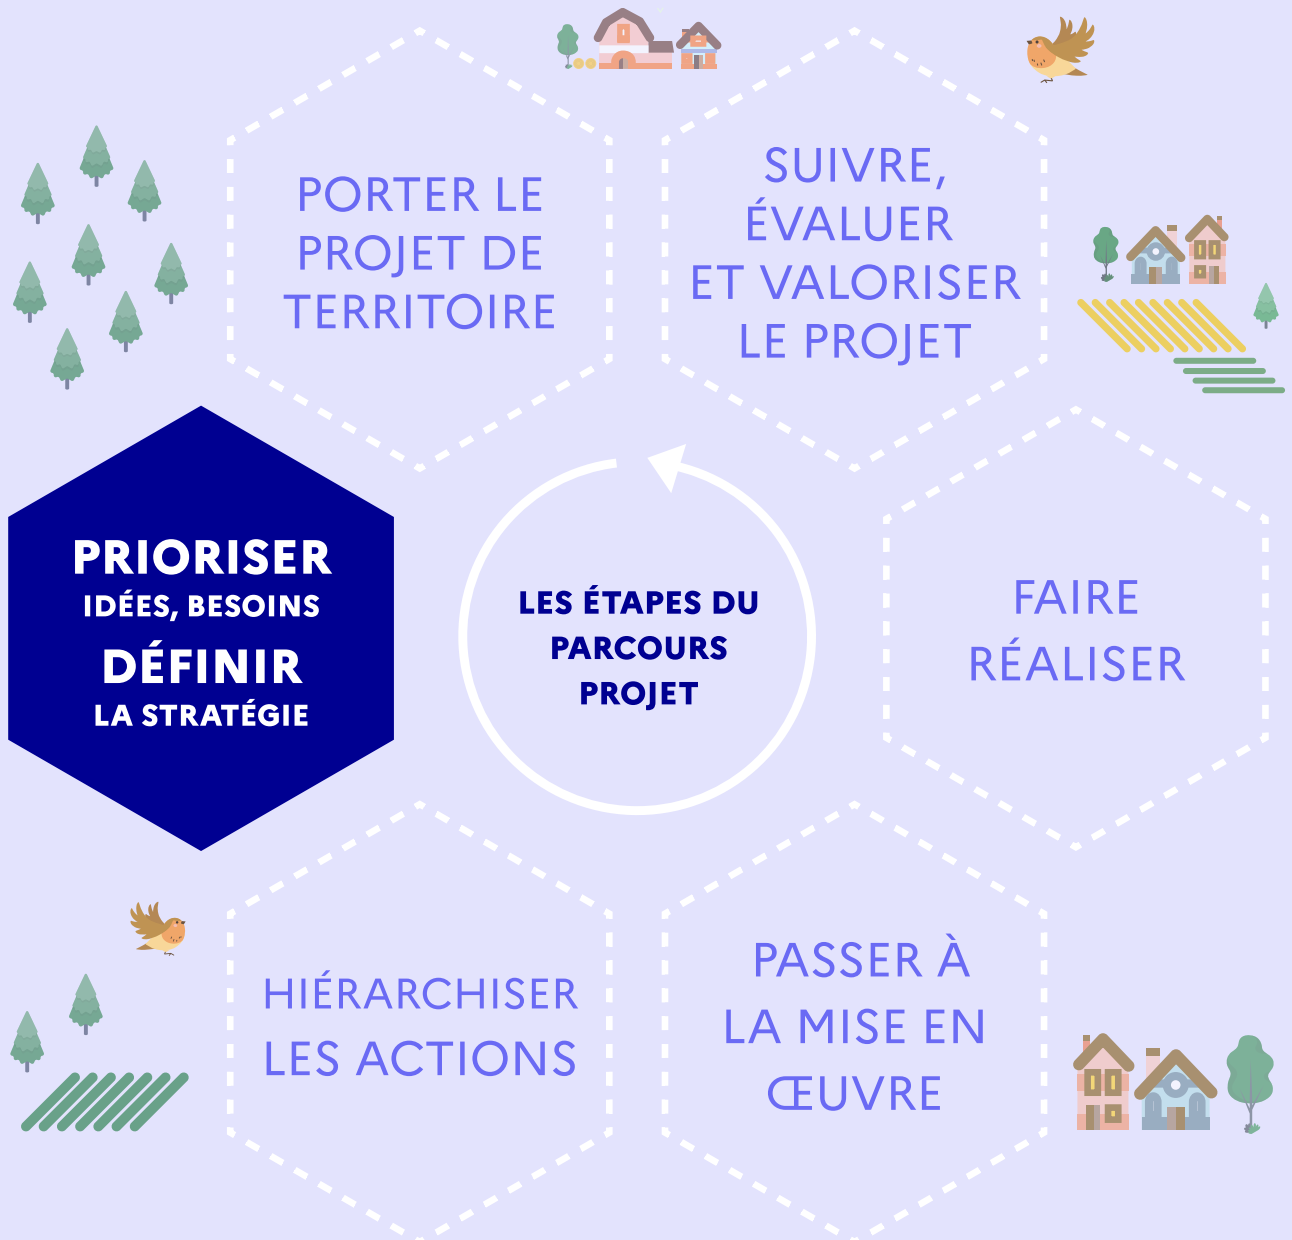 PORTER LE
PROJET DE
TERRITOIRE
SUIVRE,
ÉVALUER
ET VALORISER
LE PROJET
PRIORISER
IDÉES, BESOINS
DÉFINIR
LA STRATÉGIE
LES ÉTAPES DU
PARCOURS
PROJET
FAIRE
RÉALISER
HIÉRARCHISER
LES ACTIONS
PASSER À
LA MISE EN
ŒUVRE